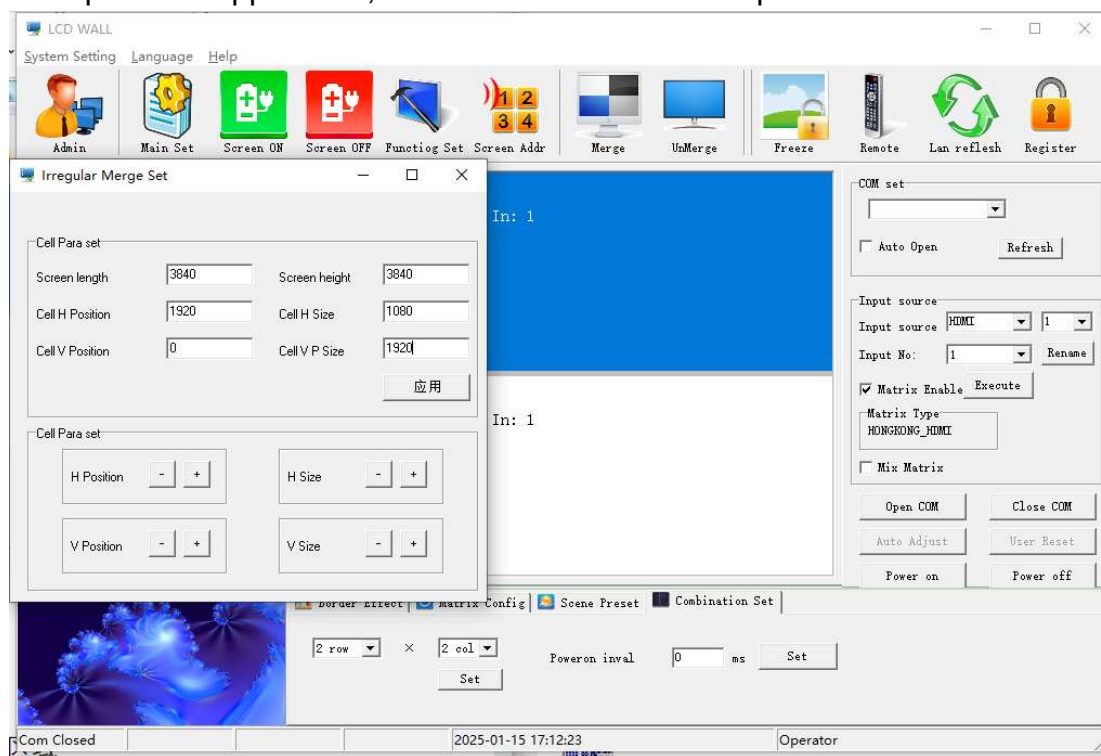 LCD WALL
System Setting Language Help
Admin Main Set Screen ON Screen OFF Functiog Set Screen Addr Merge UnMerge Freeze Remote Lan reflesh Register
1 2
3 4
Irregular Merge Set
Cell Para set
Screen length 3840 Screen height 3840
Cell H Position 1920 Cell H Size 1080
Cell V Position 0 Cell V P Size 1920
应用
Cell Para set
H Position - + H Size - +
V Position - + V Size - +
In: 1
In: 1
COM set
Auto Open Refresh
Input source
Input source HDMI 1
Input No: 1 Rename
Matrix Enable Execute
Matrix Type
HONGKONG_HDMI
Mix Matrix
Open COM Close COM
Auto Adjust User Reset
Power on Power off
Border Effect Matrix Config Scene Preset Combination Set
2 row × 2 col Poweron inval 0 ms Set
Set
Com Closed 2025-01-15 17:12:23 Operator